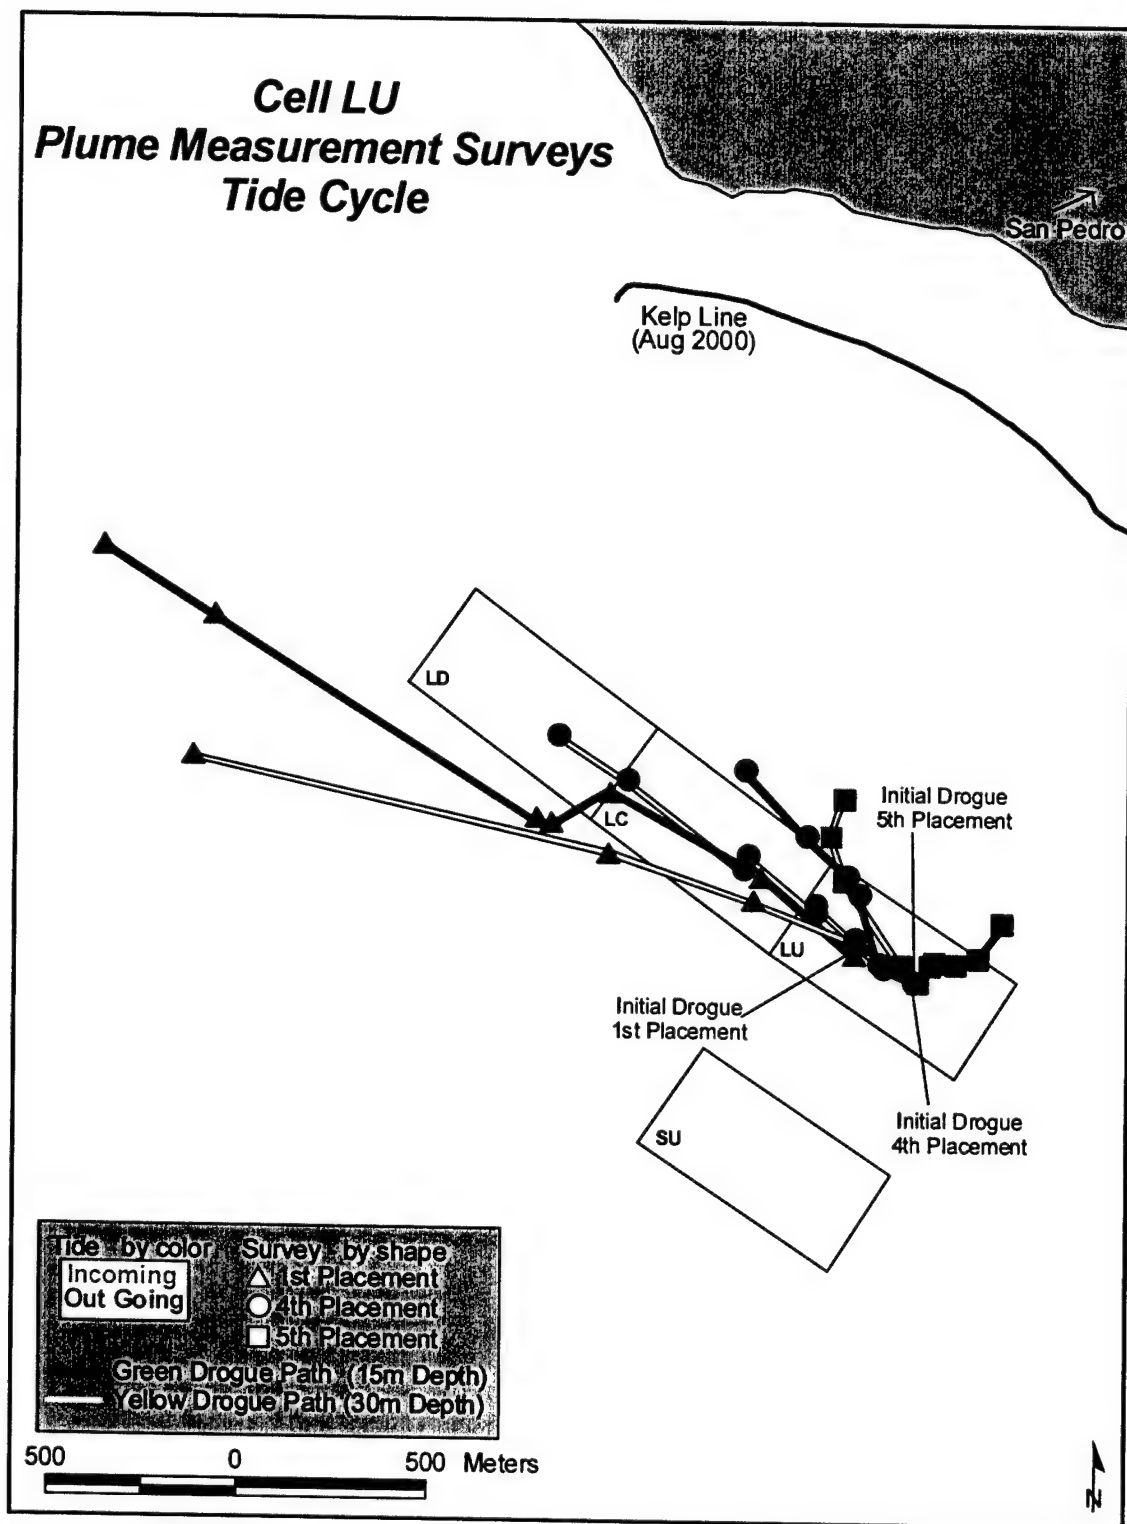 Cell LU
Plume Measurement Surveys
Tide Cycle
San Pedro
Kelp Line
(Aug 2000)
LD
LC
LU
Initial Drogue
5th Placement
Initial Drogue
1st Placement
Initial Drogue
4th Placement
SU
Tide by color
Incoming
Out Going
Survey by shape
1st Placement
4th Placement
5th Placement
Green Drogue Path (15m Depth)
Yellow Drogue Path (30m Depth)
500 0 500 Meters
N